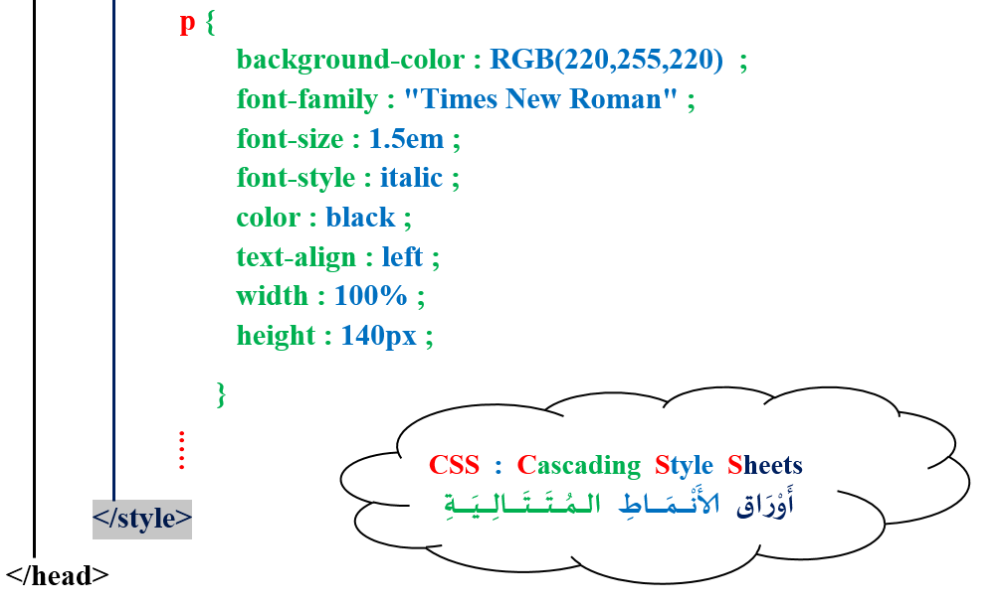 p {
background-color : RGB(220,255,220) ;
font-family : "Times New Roman" ;
font-size : 1.5em ;
font-style : italic ;
color : black ;
text-align : left ;
width : 100% ;
height : 140px ;
}
CSS : Cascading Style Sheets
أَوْرَاق الأَنْـمَـاطِ الـمُـتَـتَـالِـيَـةِ
</style>
</head>